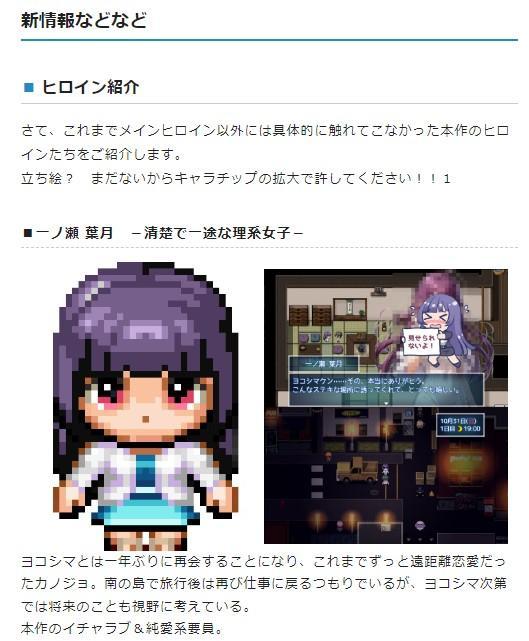 新情報などなど
■ ヒロイン紹介
さて、これまでメインヒロイン以外には具体的に触れてこなかった本作のヒロ
インたちをご紹介します。
立ち絵？　まだないからキャラチップの拡大で許してください！！１
■一ノ瀬 葉月　－清楚で一途な理系女子－
見せられ
ないよ！
一ノ瀬 葉月
ヨコシマクン……その、本当にありがとう。
こんなステキな場所に誘ってくれて、とっても嬉しい。
10月31日(日)
1日目 19:00
ヨコシマとは一年ぶりに再会することになり、これまでずっと遠距離恋愛だっ
たカノジョ。南の島で旅行後は再び仕事に戻るつもりでいるが、ヨコシマ次第
では将来のことも視野に考えている。
本作のイチャラブ＆純愛系要員。